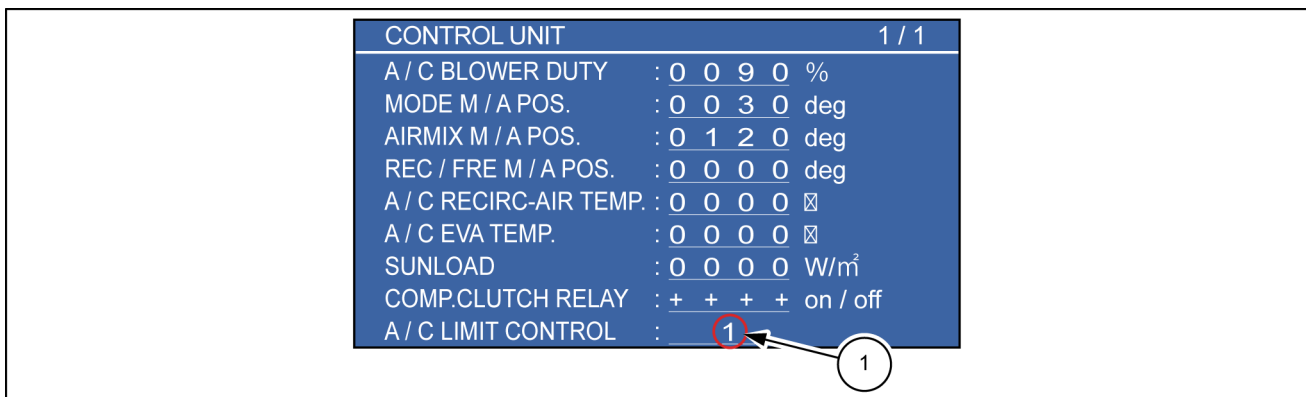 CONTROL UNIT 1 / 1
A / C BLOWER DUTY : 0 0 9 0 %
MODE M / A POS. : 0 0 3 0 deg
AIRMIX M / A POS. : 0 1 2 0 deg
REC / FRE M / A POS. : 0 0 0 0 deg
A / C RECIRC-AIR TEMP. : 0 0 0 0 ☒
A / C EVA TEMP. : 0 0 0 0 ☒
SUNLOAD : 0 0 0 0 W/㎡
COMP.CLUTCH RELAY : + + + + on / off
A / C LIMIT CONTROL : 1
1